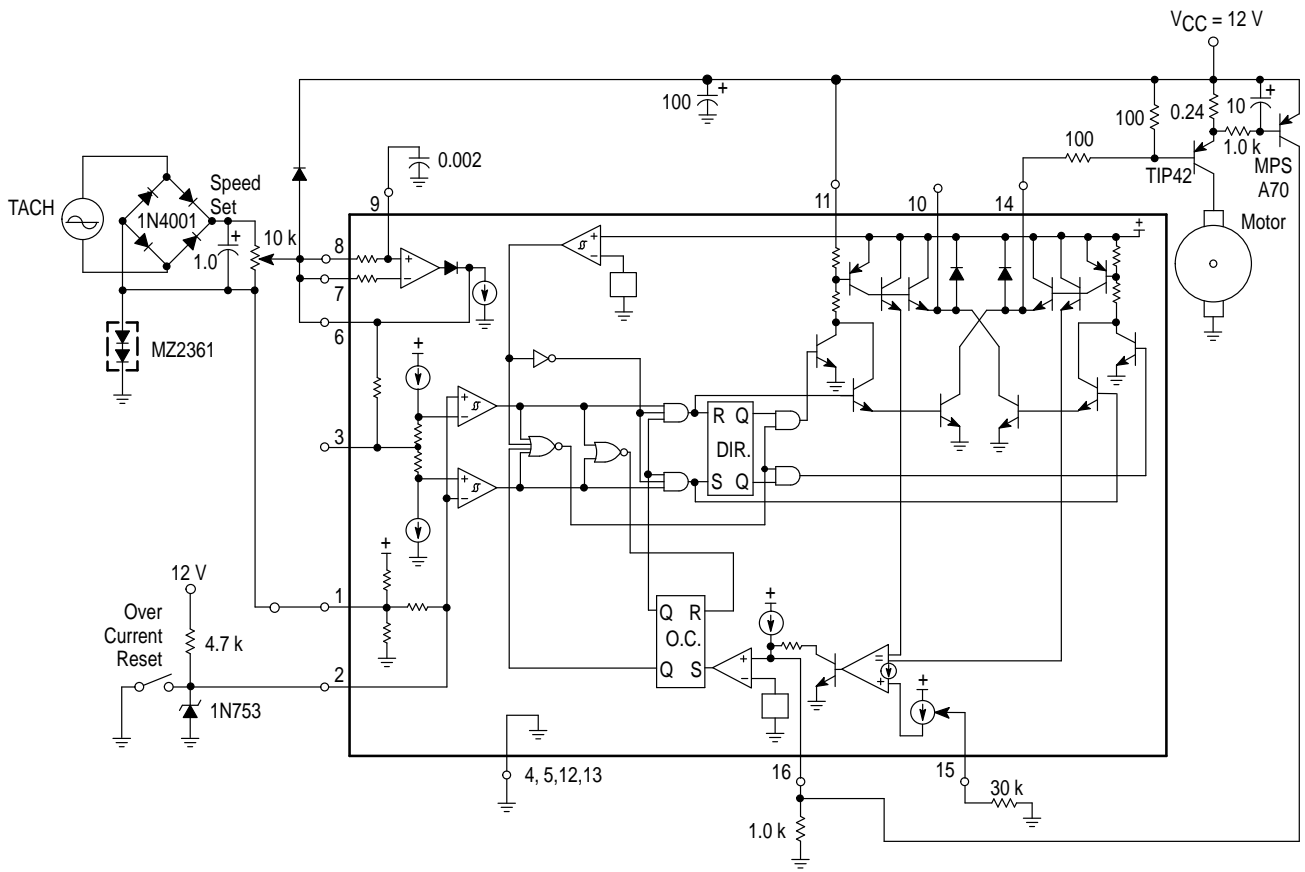 VCC = 12 V
100
+
100
0.24
10
+
100
1.0 k
TIP42
MPS
A70
Motor
TACH
1N4001
Speed
Set
+
1.0
10 k
0.002
9
11
10
14
8
7
6
+
-
+
-
+
MZ2361
+
3
+
-
R Q
DIR.
S Q
+
-
12 V
+
1
Over
Current
Reset
4.7 k
Q R
O.C.
Q S
+
+
-
=
+
+
2
1N753
4, 5,12,13
16
15
30 k
1.0 k